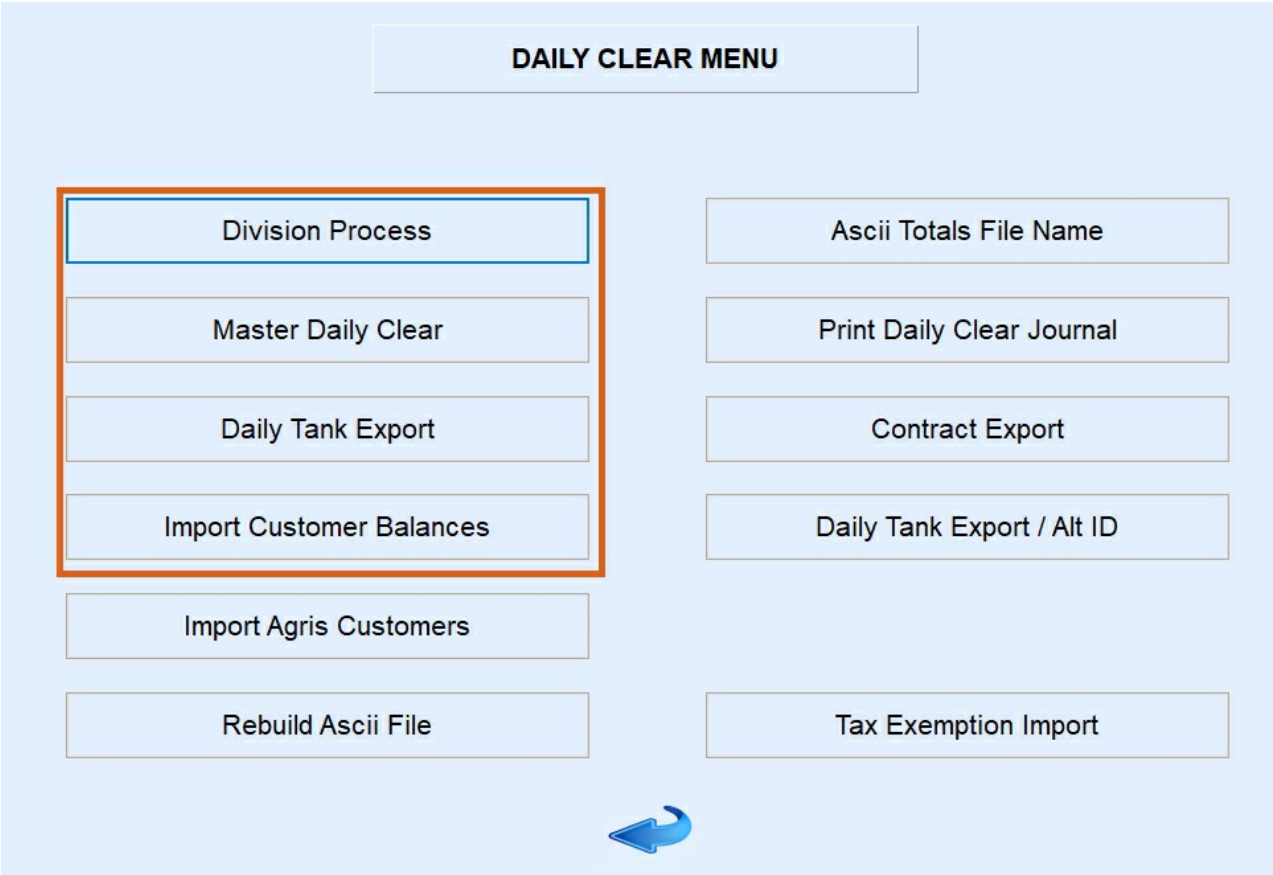 DAILY CLEAR MENU
Division Process
Ascii Totals File Name
Master Daily Clear
Print Daily Clear Journal
Daily Tank Export
Contract Export
Import Customer Balances
Daily Tank Export / Alt ID
Import Agris Customers
Rebuild Ascii File
Tax Exemption Import